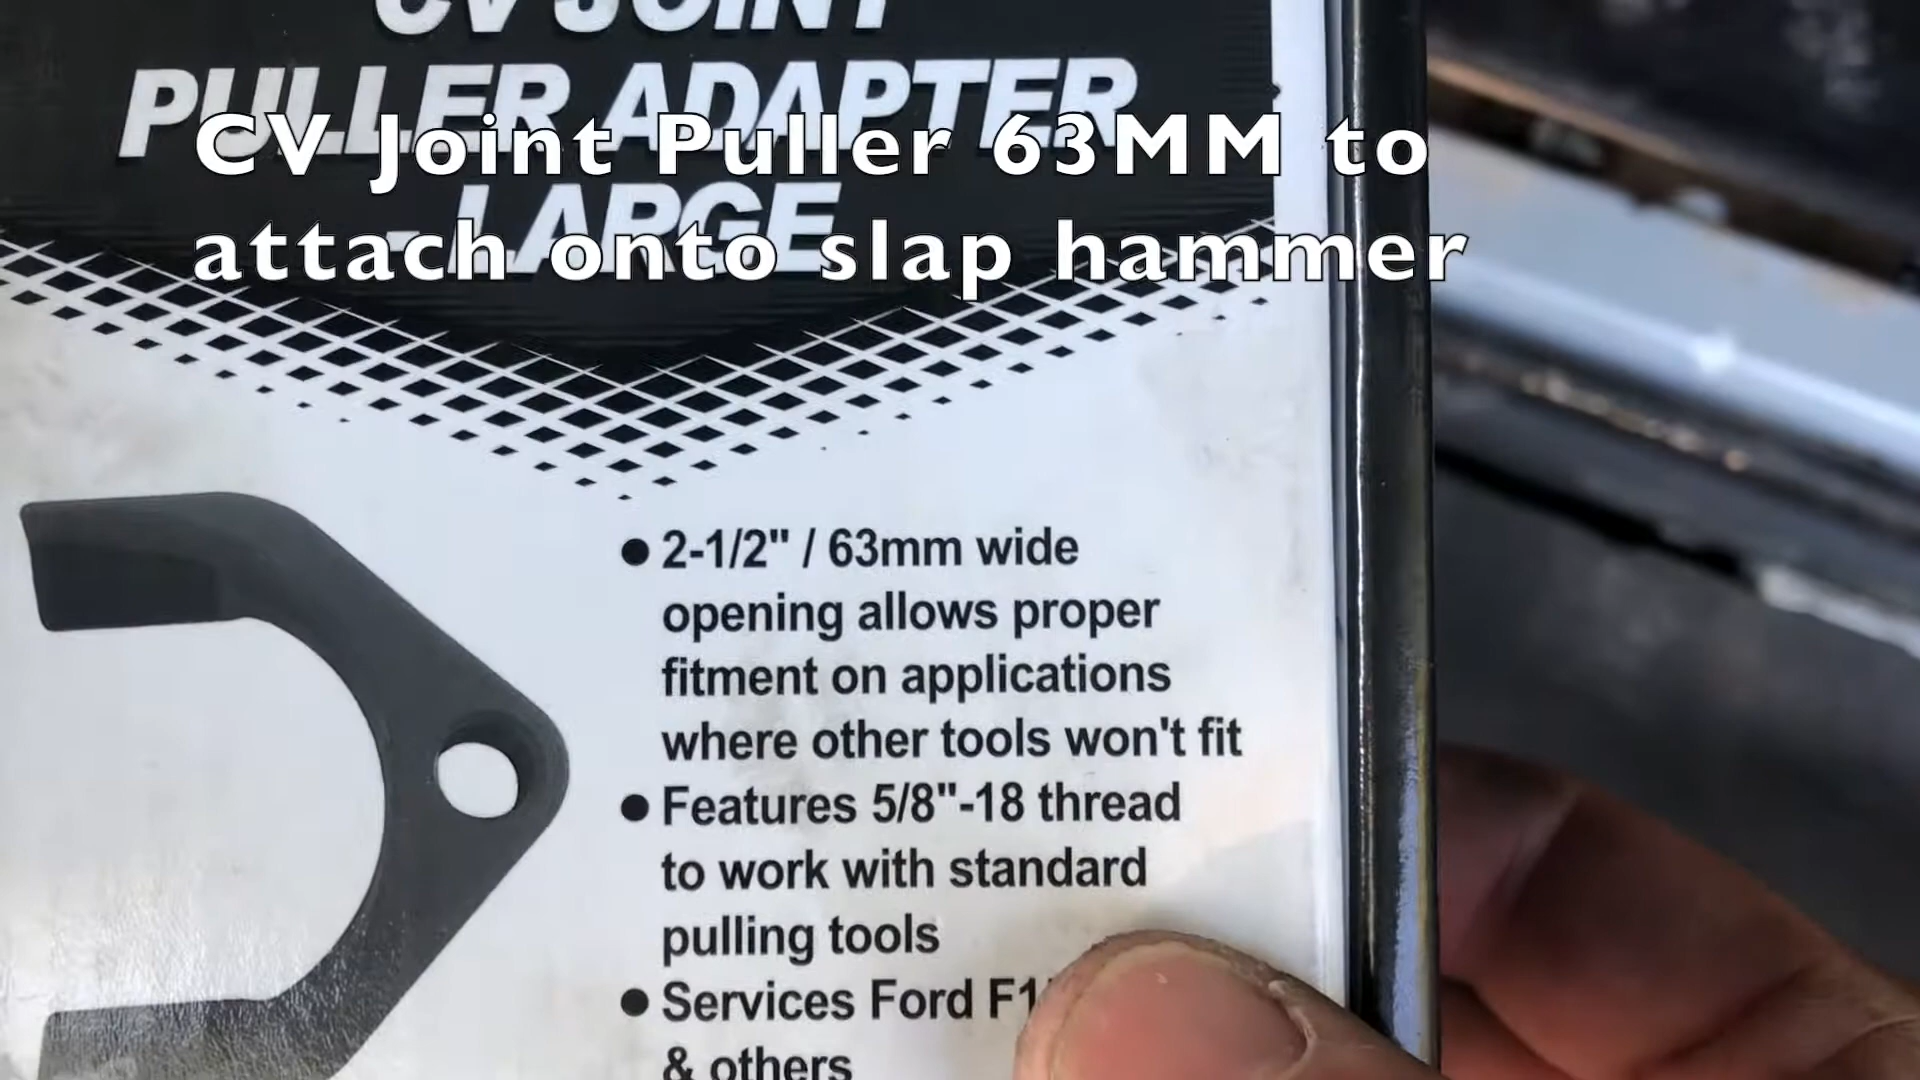 CV JOINT
PULLER ADAPTER
- LARGE
CV Joint Puller 63MM to
attach onto slap hammer
● 2-1/2" / 63mm wide
opening allows proper
fitment on applications
where other tools won't fit
● Features 5/8"-18 thread
to work with standard
pulling tools
● Services Ford
& others